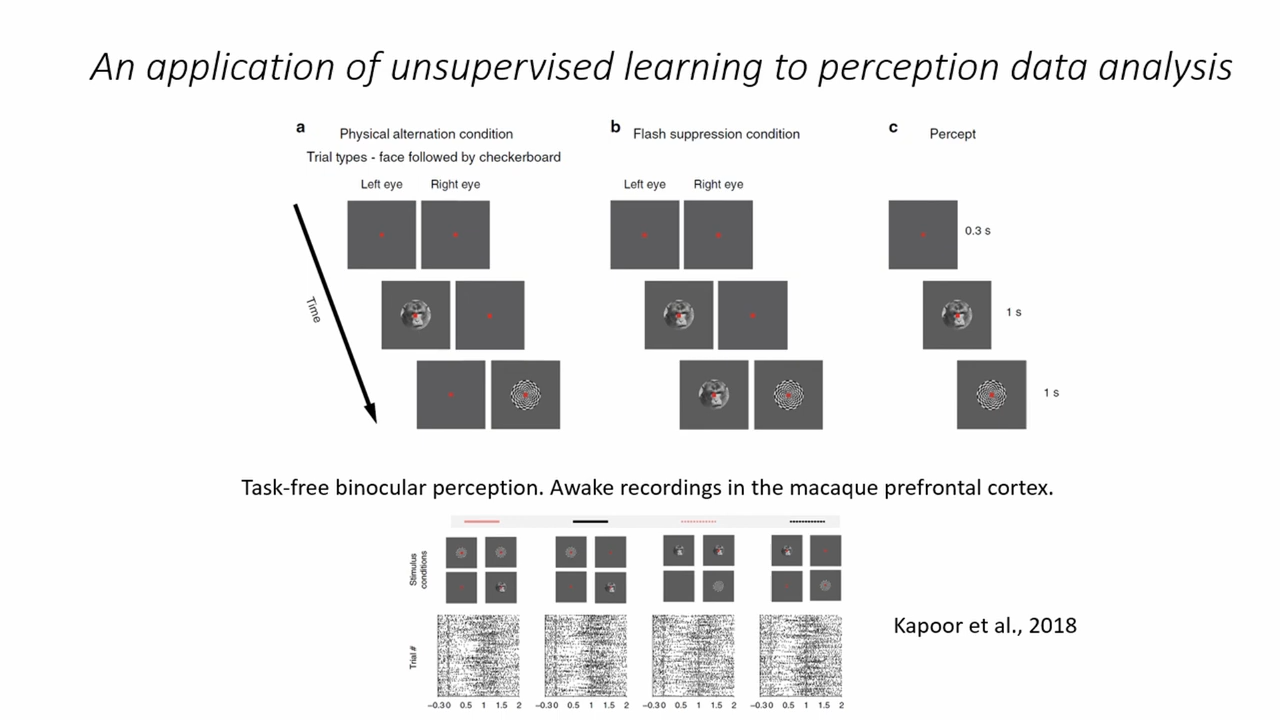 An application of unsupervised learning to perception data analysis
a Physical alternation condition
Trial types - face followed by checkerboard
Left eye Right eye
Time
b Flash suppression condition
Left eye Right eye
c Percept
0.3 s
1 s
1 s
Task-free binocular perception. Awake recordings in the macaque prefrontal cortex.
Stimulus
conditions
Trial #
-0.30 0.5 1 1.5 2 -0.30 0.5 1 1.5 2 -0.30 0.5 1 1.5 2 -0.30 0.5 1 1.5 2
Kapoor et al., 2018